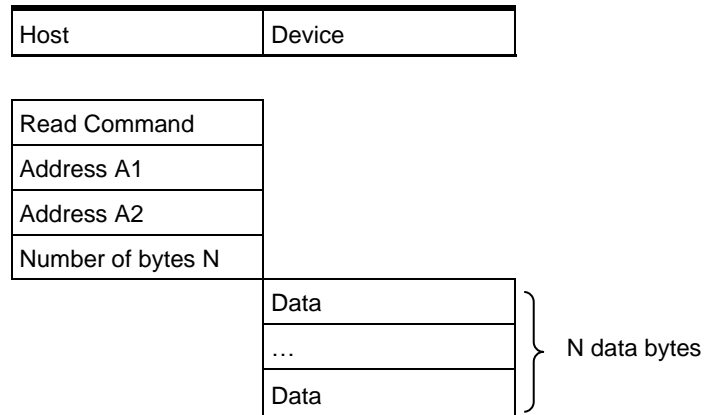 Host Device
Read Command
Address A1
Address A2
Number of bytes N
Data
… N data bytes
Data